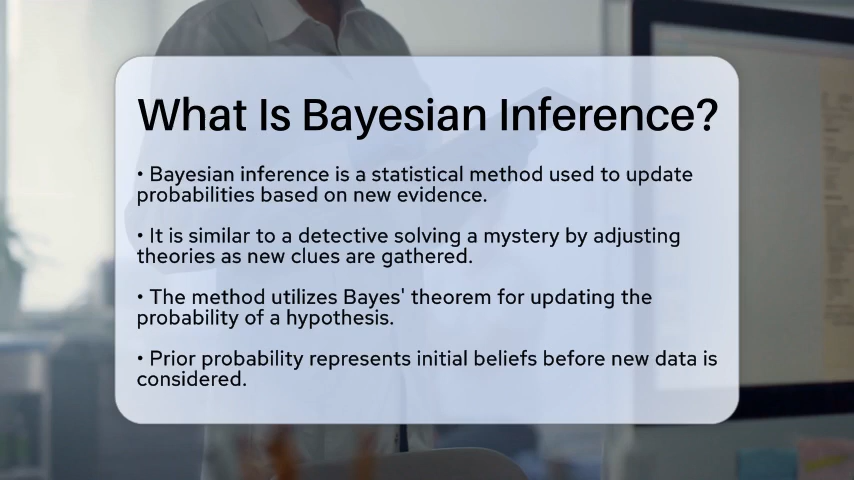 What Is Bayesian Inference?
• Bayesian inference is a statistical method used to update
probabilities based on new evidence.
• It is similar to a detective solving a mystery by adjusting
theories as new clues are gathered.
• The method utilizes Bayes' theorem for updating the
probability of a hypothesis.
• Prior probability represents initial beliefs before new data is
considered.